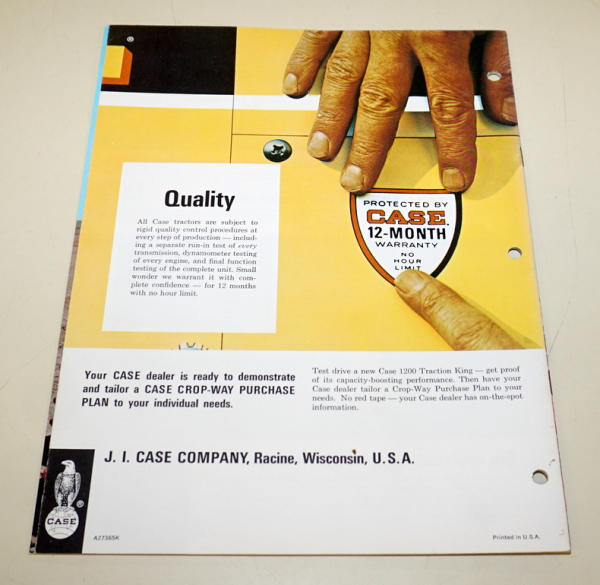 ®
Quality
All Case tractors are subject to
rigid quality control procedures at
every step of production — includ-
ing a separate run-in test of every
transmission, dynamometer testing
of every engine, and final function
testing of the complete unit. Small
wonder we warrant it with com-
plete confidence — for 12 months
with no hour limit.
PROTECTED BY
CASE®
12-MONTH
WARRANTY
NO
HOUR
LIMIT
Your CASE dealer is ready to demonstrate
and tailor a CASE CROP-WAY PURCHASE
PLAN to your individual needs.
Test drive a new Case 1200 Traction King — get proof
of its capacity-boosting performance. Then have your
Case dealer tailor a Crop-Way Purchase Plan to your
needs. No red tape — your Case dealer has on-the-spot
information.
J. I. CASE COMPANY, Racine, Wisconsin, U.S.A.
CASE ®
A27365K
Printed in U.S.A.